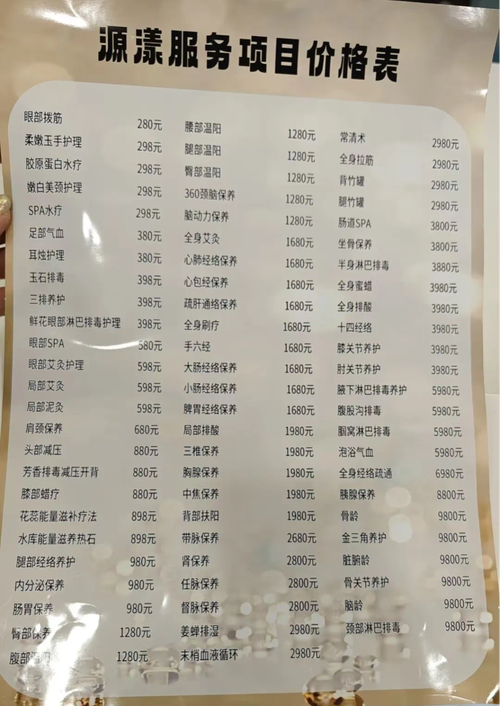 源漾服务项目价格表
眼部拨筋 280元
柔嫩玉手护理 298元
胶原蛋白水疗 298元
嫩白美颈护理 298元
SPA水疗 298元
足部气血 380元
耳烛护理 380元
玉石排毒 398元
三排养护 398元
鲜花眼部淋巴排毒护理 398元
眼部SPA 580元
眼部艾灸护理 598元
局部艾灸 598元
局部泥灸 598元
肩颈保养 680元
头部减压 880元
芳香排毒减压开背 880元
膝部蜡疗 880元
花蕊能量滋补疗法 898元
水库能量滋养热石 898元
腿部经络养护 980元
内分泌保养 980元
肠胃保养 980元
臀部保养 1280元
腹部温阳 1280元
腰部温阳 1280元
腿部温阳 1280元
臀部温阳 1280元
360颈脑保养 1280元
脑动力保养 1280元
全身艾灸 1680元
心肺经络保养 1680元
心包经保养 1680元
疏肝通络保养 1680元
全身刷疗 1680元
手六经 1680元
大肠经络保养 1680元
小肠经络保养 1680元
脾胃经络保养 1680元
局部排酸 1980元
三椎保养 1980元
胸腺保养 1980元
中焦保养 1980元
背部扶阳 1980元
带脉保养 2680元
肾保养 2800元
任脉保养 2800元
督脉保养 2800元
姜蝉排湿 2980元
末梢血液循环 2980元
常清术 2980元
全身拉筋 2980元
背竹罐 2980元
腿竹罐 2980元
肠道SPA 3800元
坐骨保养 3800元
半身淋巴排毒 3880元
全身蜜蜡 3980元
全身排酸 3980元
十四经络 3980元
膝关节养护 3980元
肘关节养护 3980元
腋下淋巴排毒养护 5980元
腹股沟排毒 5980元
腘窝淋巴排毒 5980元
泡浴气血 5980元
全身经络疏通 6980元
胰腺保养 8800元
骨龄 9800元
金三角养护 9800元
脏腑龄 9800元
骨关节养护 9800元
脑龄 9800元
颈部淋巴排毒 9800元